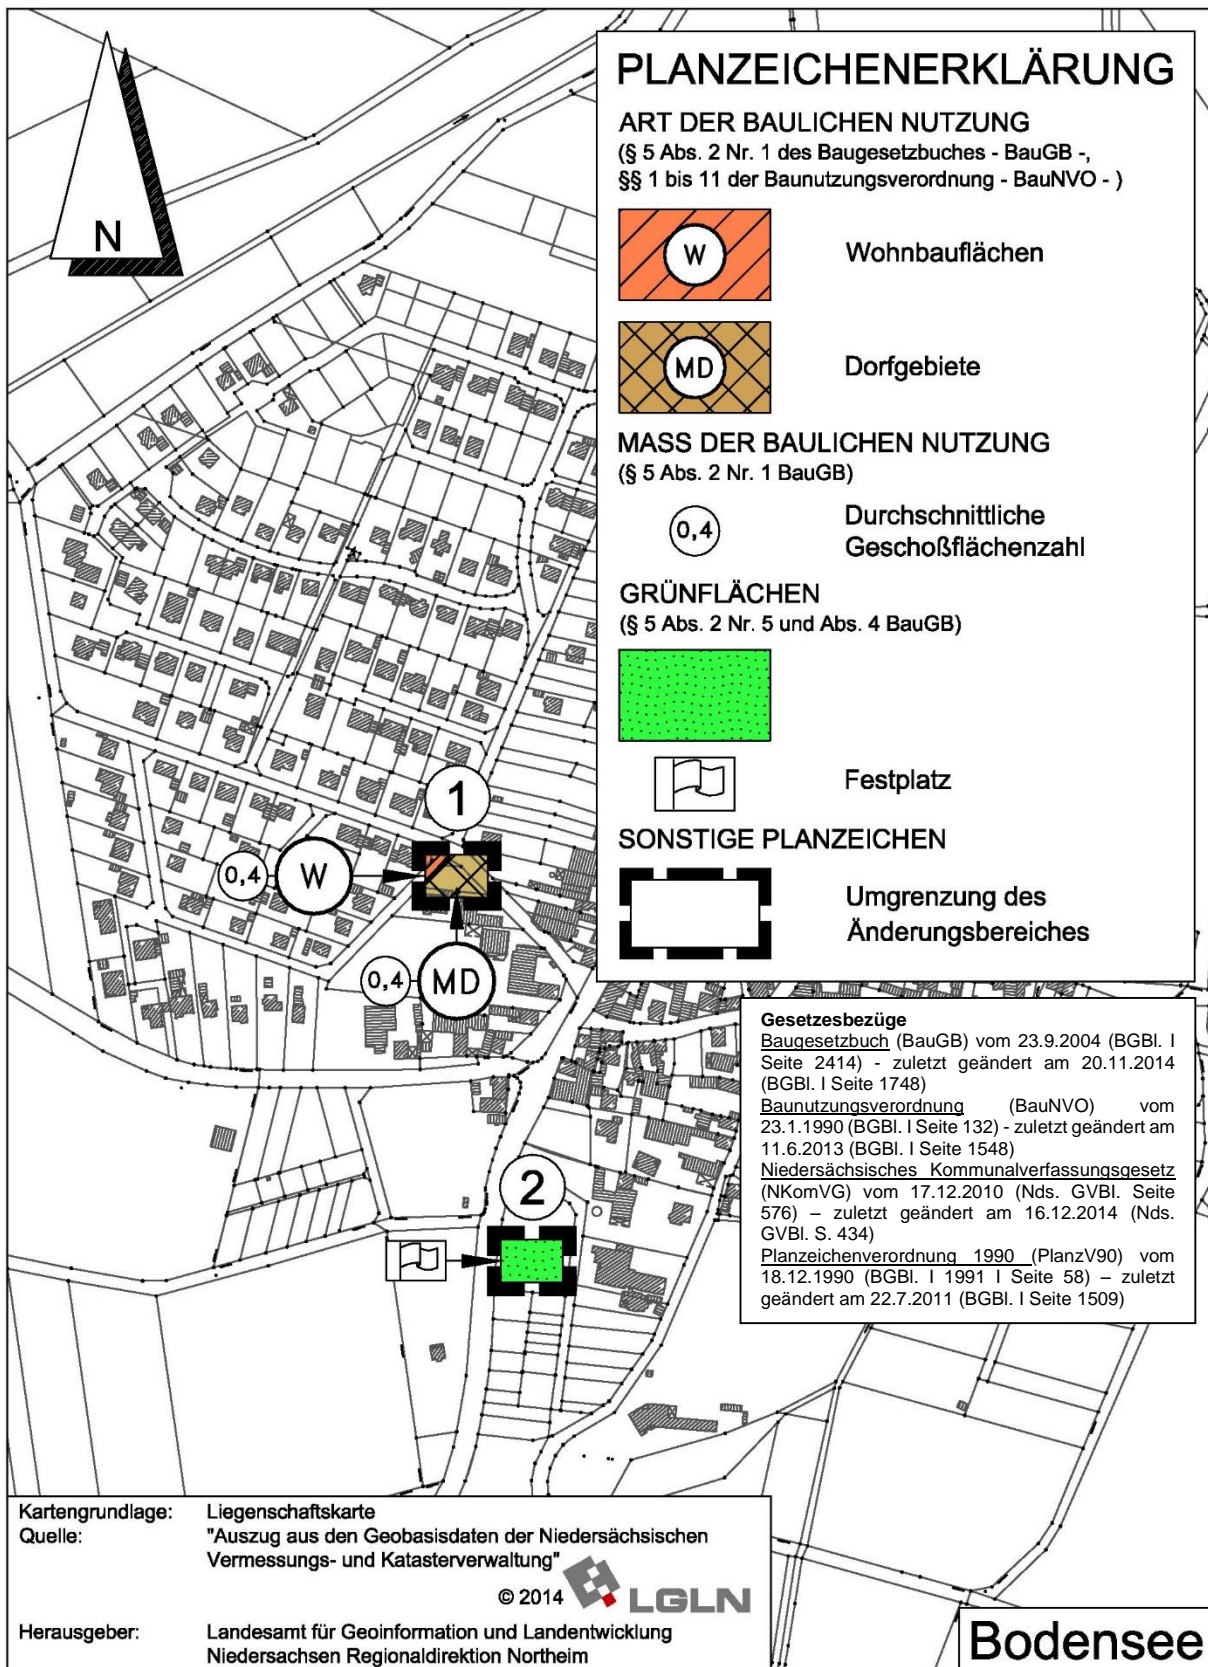 N
PLANZEICHENERKLÄRUNG
ART DER BAULICHEN NUTZUNG
(§ 5 Abs. 2 Nr. 1 des Baugesetzbuches - BauGB -,
§§ 1 bis 11 der Baunutzungsverordnung - BauNVO - )
W
Wohnbauflächen
MD
Dorfgebiete
MASS DER BAULICHEN NUTZUNG
(§ 5 Abs. 2 Nr. 1 BauGB)
0,4
Durchschnittliche
Geschoßflächenzahl
GRÜNFLÄCHEN
(§ 5 Abs. 2 Nr. 5 und Abs. 4 BauGB)
Festplatz
SONSTIGE PLANZEICHEN
Umgrenzung des
Änderungsbereiches
1
0,4 W
0,4 MD
2
Gesetzesbezüge
Baugesetzbuch (BauGB) vom 23.9.2004 (BGBl. I
Seite 2414) - zuletzt geändert am 20.11.2014
(BGBl. I Seite 1748)
Baunutzungsverordnung (BauNVO) vom
23.1.1990 (BGBl. I Seite 132) - zuletzt geändert am
11.6.2013 (BGBl. I Seite 1548)
Niedersächsisches Kommunalverfassungsgesetz
(NKomVG) vom 17.12.2010 (Nds. GVBl. Seite
576) – zuletzt geändert am 16.12.2014 (Nds.
GVBl. S. 434)
Planzeichenverordnung 1990 (PlanzV90) vom
18.12.1990 (BGBl. I 1991 I Seite 58) – zuletzt
geändert am 22.7.2011 (BGBl. I Seite 1509)
Kartengrundlage: Liegenschaftskarte
Quelle: "Auszug aus den Geobasisdaten der Niedersächsischen
Vermessungs- und Katasterverwaltung"
© 2014 LGLN
Herausgeber: Landesamt für Geoinformation und Landentwicklung
Niedersachsen Regionaldirektion Northeim
Bodensee